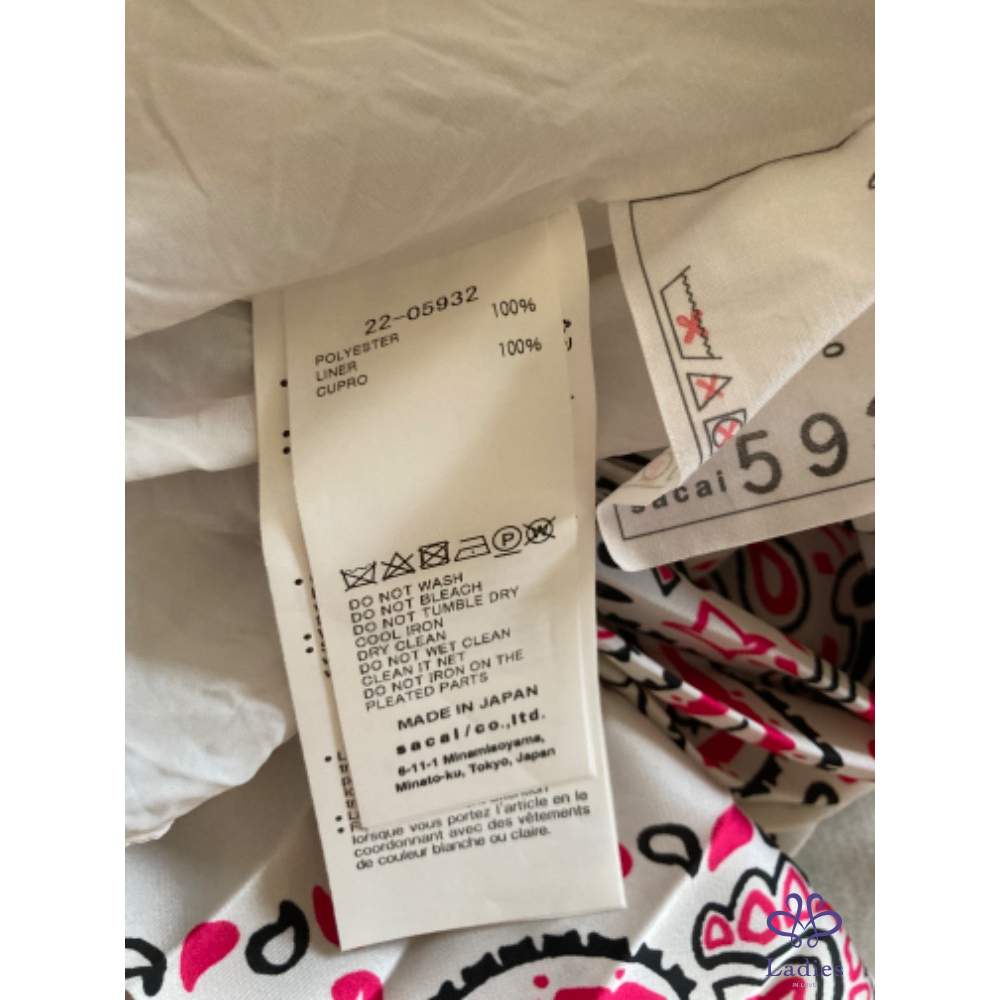 22-05932
POLYESTER 100%
LINER
CUPRO 100%
DO NOT WASH
DO NOT BLEACH
DO NOT TUMBLE DRY
COOL IRON
DRY CLEAN
DO NOT WET CLEAN
CLEAN IT NET
DO NOT IRON ON THE
PLEATED PARTS
MADE IN JAPAN
sacai/co.,ltd.
6-11-1 Minamiaoyama,
Minato-ku, Tokyo, Japan
lorsque vous portez l'article en le
coordonnant avec des vêtements
de couleur blanche ou claire.
sacai 59
Ladies
IN LOVE